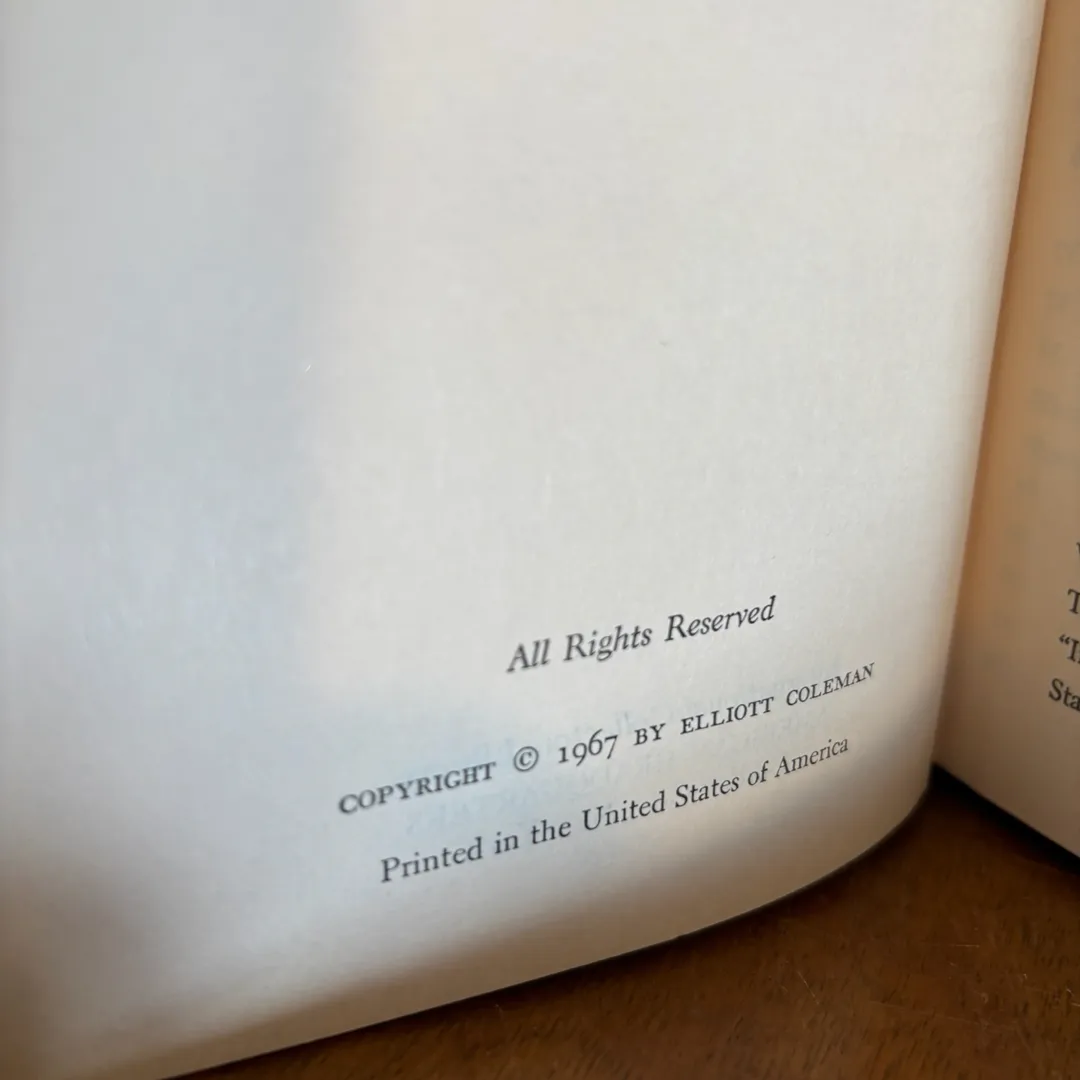 All Rights Reserved
COPYRIGHT © 1967 BY ELLIOTT COLEMAN
Printed in the United States of America